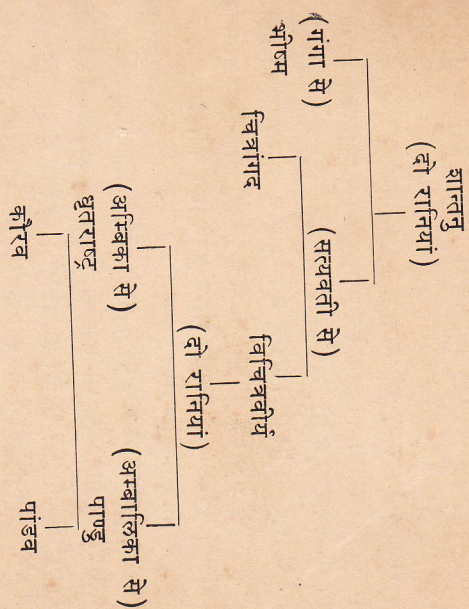 शान्तनु
(दो रानियां)
(गंगा से)
भीष्म
(सत्यवती से)
चित्रांगद
विचित्रवीर्य
(दो रानियां)
(अम्बिका से)
धृतराष्ट्र
(अम्बालिका से)
पाण्डु
कौरव
पांडव